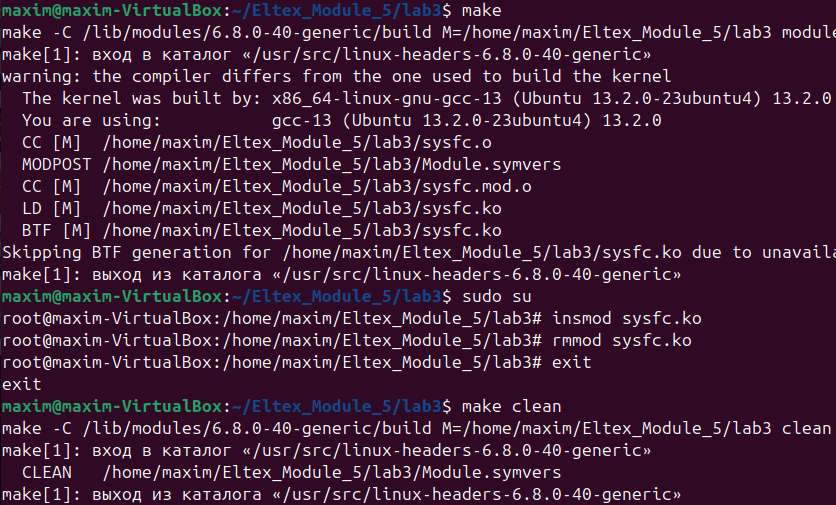 maxim@maxim-VirtualBox:~/Eltex_Module_5/lab3$ make
make -C /lib/modules/6.8.0-40-generic/build M=/home/maxim/Eltex_Module_5/lab3 module
make[1]: вход в каталог «/usr/src/linux-headers-6.8.0-40-generic»
warning: the compiler differs from the one used to build the kernel
  The kernel was built by: x86_64-linux-gnu-gcc-13 (Ubuntu 13.2.0-23ubuntu4) 13.2.0
  You are using:           gcc-13 (Ubuntu 13.2.0-23ubuntu4) 13.2.0
  CC [M]  /home/maxim/Eltex_Module_5/lab3/sysfc.o
  MODPOST /home/maxim/Eltex_Module_5/lab3/Module.symvers
  CC [M]  /home/maxim/Eltex_Module_5/lab3/sysfc.mod.o
  LD [M]  /home/maxim/Eltex_Module_5/lab3/sysfc.ko
  BTF [M] /home/maxim/Eltex_Module_5/lab3/sysfc.ko
Skipping BTF generation for /home/maxim/Eltex_Module_5/lab3/sysfc.ko due to unavaila
make[1]: выход из каталога «/usr/src/linux-headers-6.8.0-40-generic»
maxim@maxim-VirtualBox:~/Eltex_Module_5/lab3$ sudo su
root@maxim-VirtualBox:/home/maxim/Eltex_Module_5/lab3# insmod sysfc.ko
root@maxim-VirtualBox:/home/maxim/Eltex_Module_5/lab3# rmmod sysfc.ko
root@maxim-VirtualBox:/home/maxim/Eltex_Module_5/lab3# exit
exit
maxim@maxim-VirtualBox:~/Eltex_Module_5/lab3$ make clean
make -C /lib/modules/6.8.0-40-generic/build M=/home/maxim/Eltex_Module_5/lab3 clean
make[1]: вход в каталог «/usr/src/linux-headers-6.8.0-40-generic»
  CLEAN   /home/maxim/Eltex_Module_5/lab3/Module.symvers
make[1]: выход из каталога «/usr/src/linux-headers-6.8.0-40-generic»